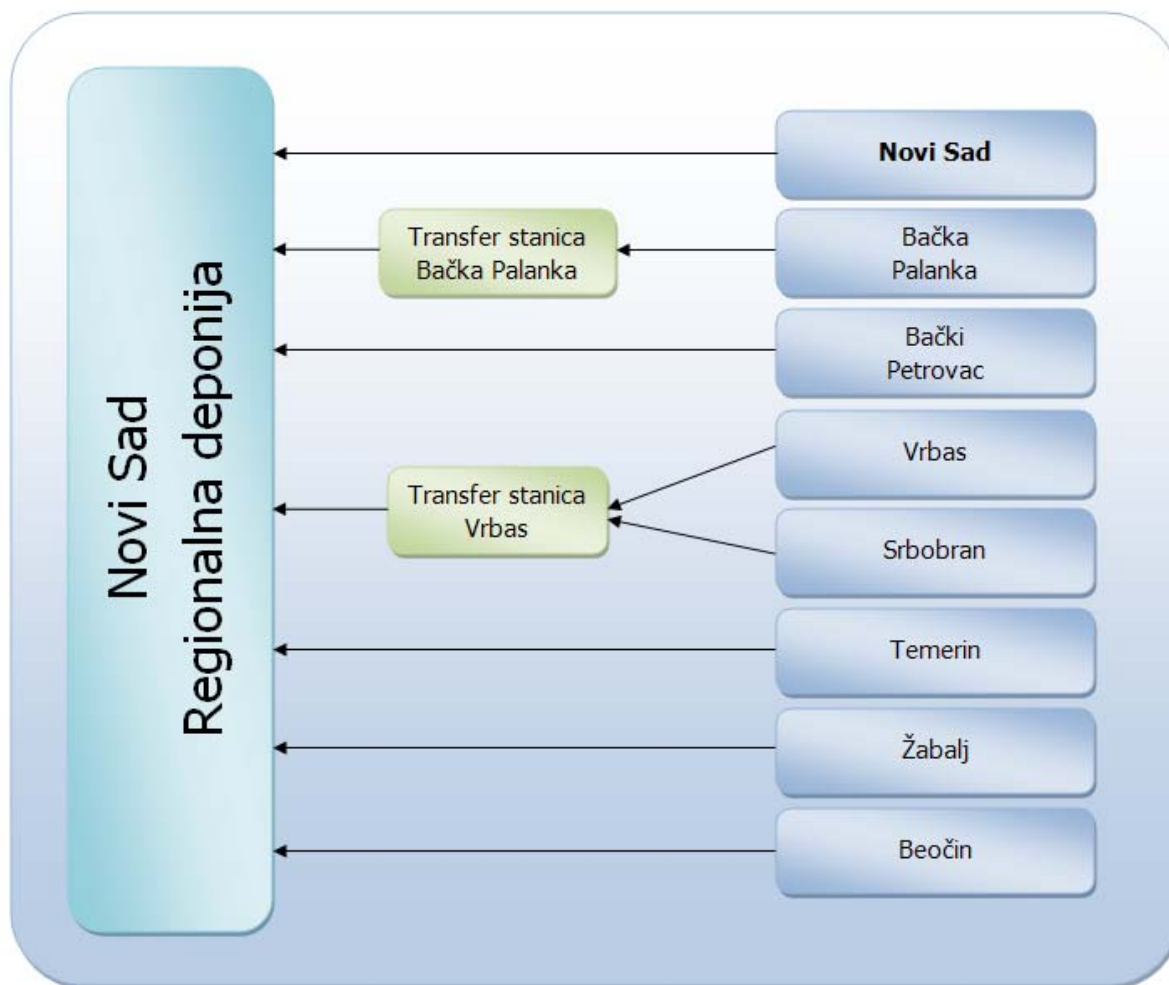 Novi Sad
Regionalna deponija
Novi Sad
Transfer stanica
Bačka Palanka
Bačka
Palanka
Bački
Petrovac
Transfer stanica
Vrbas
Vrbas
Srbobran
Temerin
Žabalj
Beočin